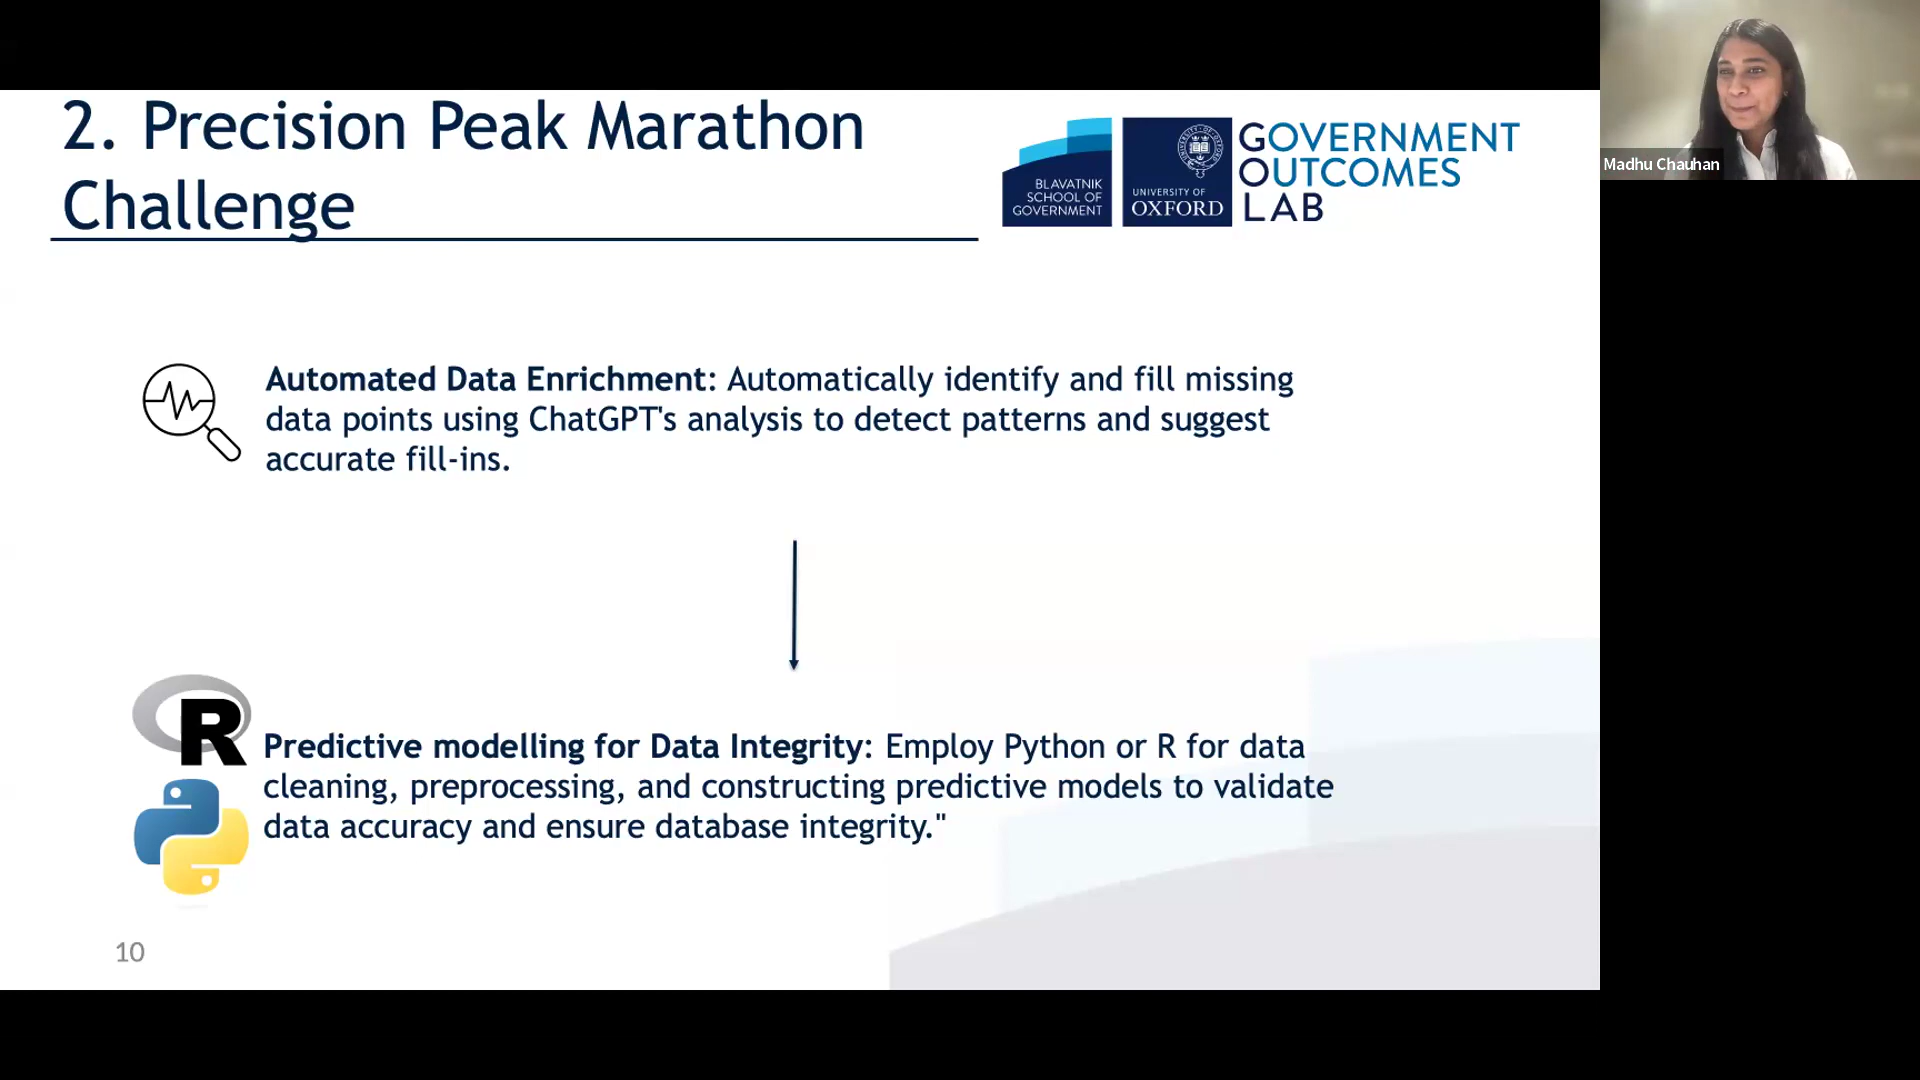 2. Precision Peak Marathon
Challenge
BLAVATNIK
SCHOOL OF
GOVERNMENT
UNIVERSITY OF
OXFORD
GOVERNMENT
OUTCOMES
LAB
Madhu Chauhan
Automated Data Enrichment: Automatically identify and fill missing
data points using ChatGPT's analysis to detect patterns and suggest
accurate fill-ins.
R
Predictive modelling for Data Integrity: Employ Python or R for data
cleaning, preprocessing, and constructing predictive models to validate
data accuracy and ensure database integrity."
10